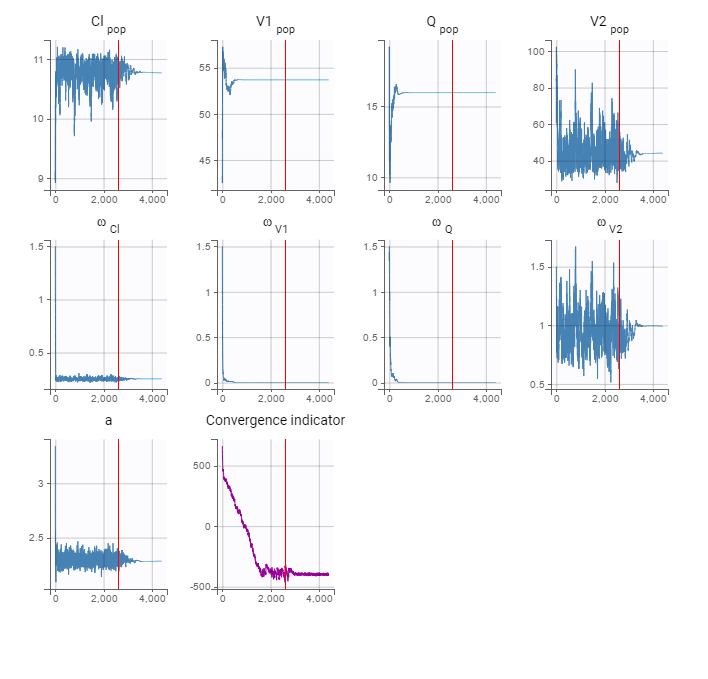 Cl pop V1 pop Q pop V2 pop
11 10 9 0 2,000 4,000
55 50 45 0 2,000 4,000
15 10 0 2,000 4,000
100 80 60 40 0 2,000 4,000
ω Cl ω V1 ω Q ω V2
1.5 1 0.5 0 2,000 4,000
1.5 1 0.5 0 0 2,000 4,000
1.5 1 0.5 0 0 2,000 4,000
1.5 1 0.5 0 2,000 4,000
a Convergence indicator
3 2.5 0 2,000 4,000
500 0 -500 0 2,000 4,000